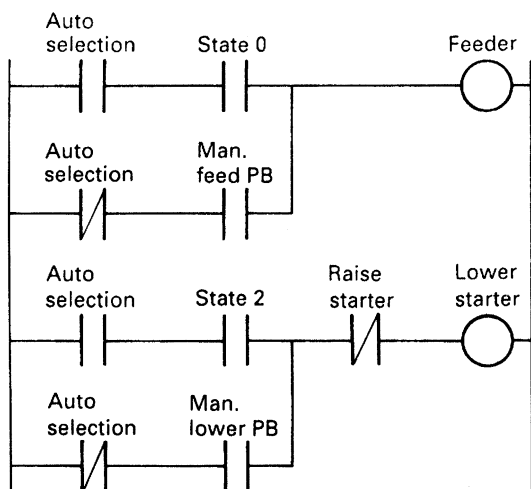 Auto
selection
State 0
Feeder
Auto
selection
Man.
feed PB
Auto
selection
State 2
Raise
starter
Lower
starter
Auto
selection
Man.
lower PB